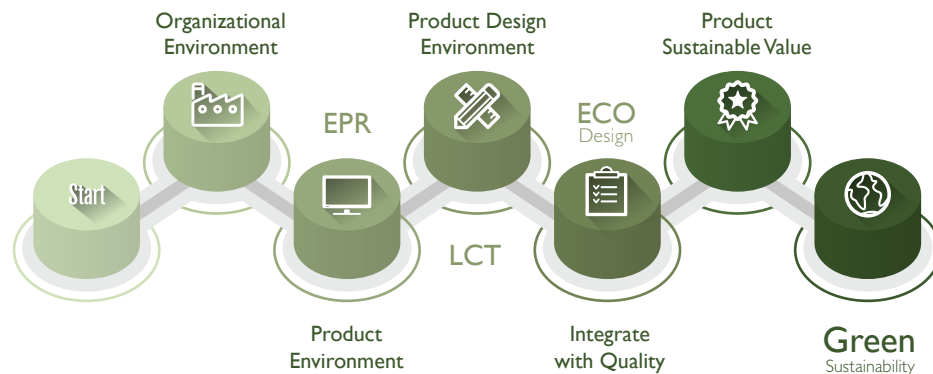 Organizational
Environment
Product Design
Environment
Product
Sustainable Value
EPR
ECO
Design
Start
LCT
Product
Environment
Integrate
with Quality
Green
Sustainability